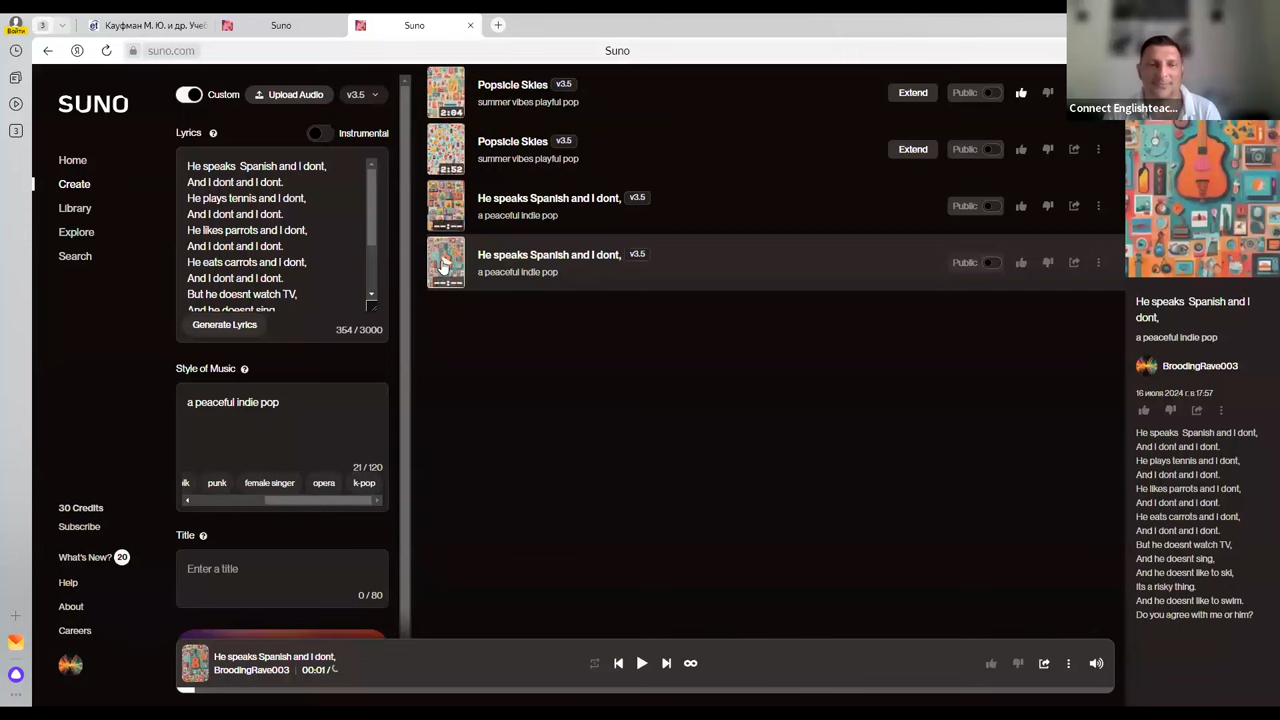 3
Кауфман М. Ю. и др. Учеб
Suno
Suno
Войти
suno.com
Suno
3
SUNO
Home
Create
Library
Explore
Search
30 Credits
Subscribe
What's New? 20
Help
About
Careers
Custom
Upload Audio
v3.5
Lyrics
Instrumental
He speaks Spanish and I dont,
And I dont and I dont.
He plays tennis and I dont,
And I dont and I dont.
He likes parrots and I dont,
And I dont and I dont.
He eats carrots and I dont,
And I dont and I dont.
But he doesnt watch TV,
And he doesnt sing,
Generate Lyrics
354 / 3000
Style of Music
a peaceful indie pop
21 / 120
punk
female singer
opera
k-pop
Title
Enter a title
0 / 80
Popsicle Skies v3.5
summer vibes playful pop
2:04
Extend
Public
Popsicle Skies v3.5
summer vibes playful pop
2:52
Extend
Public
He speaks Spanish and I dont, v3.5
a peaceful indie pop
--:--
Public
He speaks Spanish and I dont, v3.5
a peaceful indie pop
--:--
Public
Connect Englishteac...
He speaks Spanish and I
dont,
a peaceful indie pop
BroodingRave003
16 июля 2024 г. в 17:57
He speaks Spanish and I dont,
And I dont and I dont.
He plays tennis and I dont,
And I dont and I dont.
He likes parrots and I dont,
And I dont and I dont.
He eats carrots and I dont,
And I dont and I dont.
But he doesnt watch TV,
And he doesnt sing,
And he doesnt like to ski,
Its a risky thing.
And he doesnt like to swim.
Do you agree with me or him?
He speaks Spanish and I dont,
BroodingRave003
00:01 /